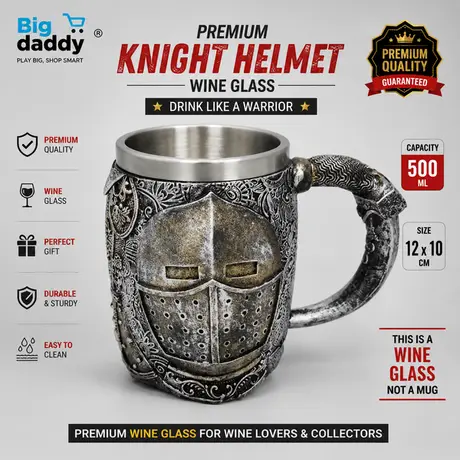 Big
daddy ®
PLAY BIG, SHOP SMART
PREMIUM
KNIGHT HELMET
WINE GLASS
★ DRINK LIKE A WARRIOR ★
PREMIUM
QUALITY
GUARANTEED
PREMIUM
QUALITY
WINE
GLASS
PERFECT
GIFT
DURABLE
& STURDY
EASY TO
CLEAN
CAPACITY
500
ML
SIZE
12 x 10
CM
THIS IS A
WINE
GLASS
NOT A MUG
PREMIUM WINE GLASS FOR WINE LOVERS & COLLECTORS